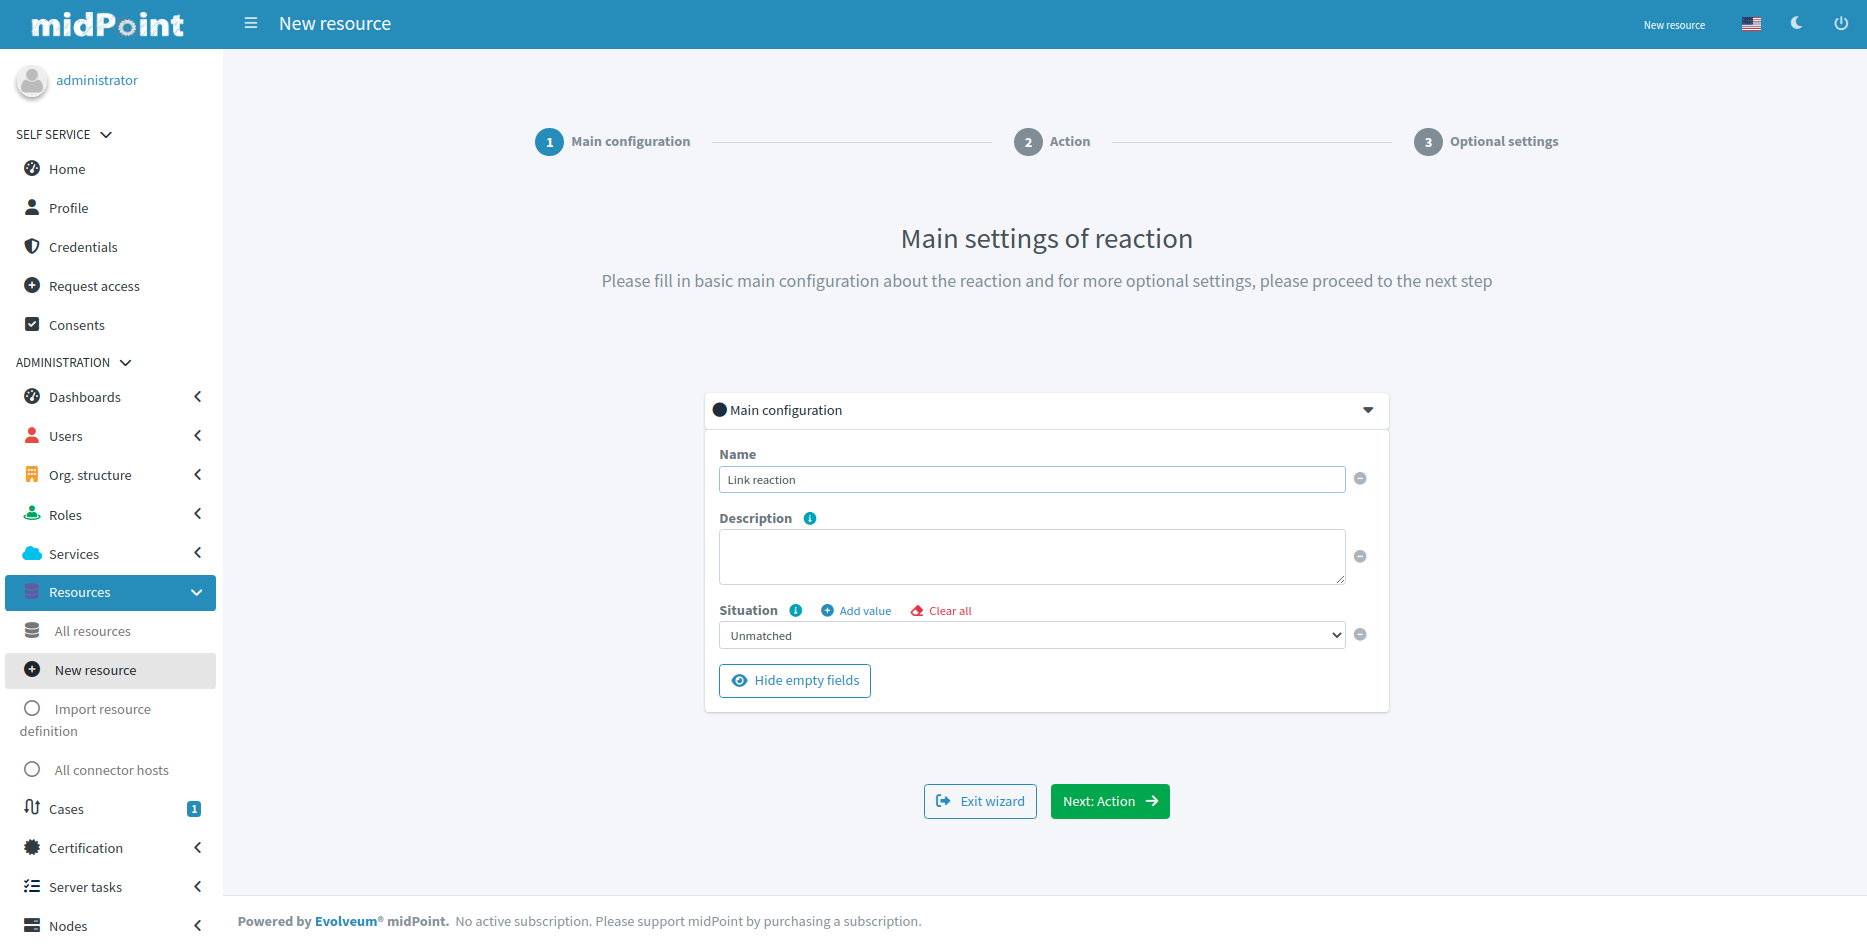 midPoint
New resource
New resource
administrator
SELF SERVICE
Home
Profile
Credentials
Request access
Consents
ADMINISTRATION
Dashboards
Users
Org. structure
Roles
Services
Resources
All resources
New resource
Import resource
definition
All connector hosts
Cases 1
Certification
Server tasks
Nodes
1 Main configuration
2 Action
3 Optional settings
Main settings of reaction
Please fill in basic main configuration about the reaction and for more optional settings, please proceed to the next step
Main configuration
Name
Link reaction
Description
Situation Add value Clear all
Unmatched
Hide empty fields
Exit wizard
Next: Action
Powered by Evolveum® midPoint. No active subscription. Please support midPoint by purchasing a subscription.